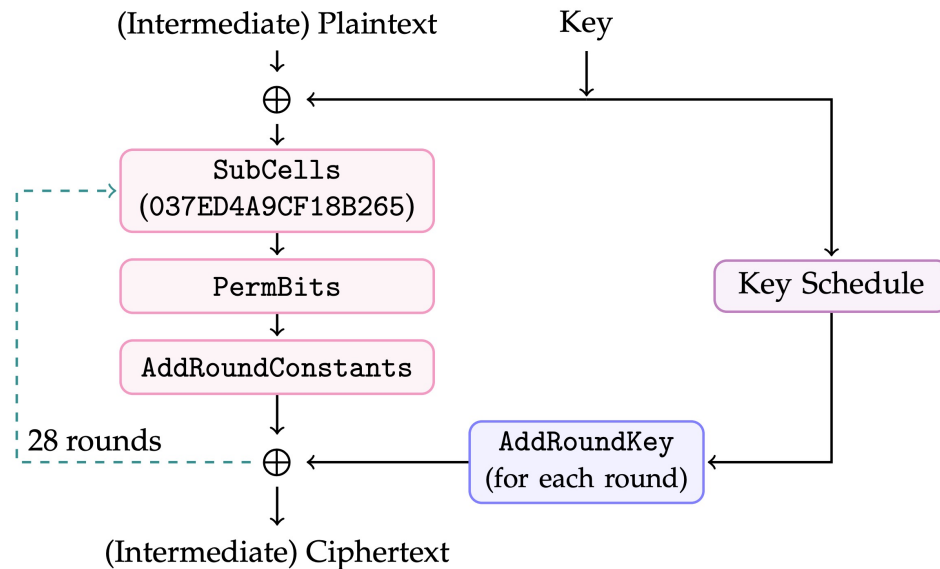 (Intermediate) Plaintext
Key
SubCells
(037ED4A9CF18B265)
PermBits
Key Schedule
AddRoundConstants
28 rounds
AddRoundKey
(for each round)
(Intermediate) Ciphertext